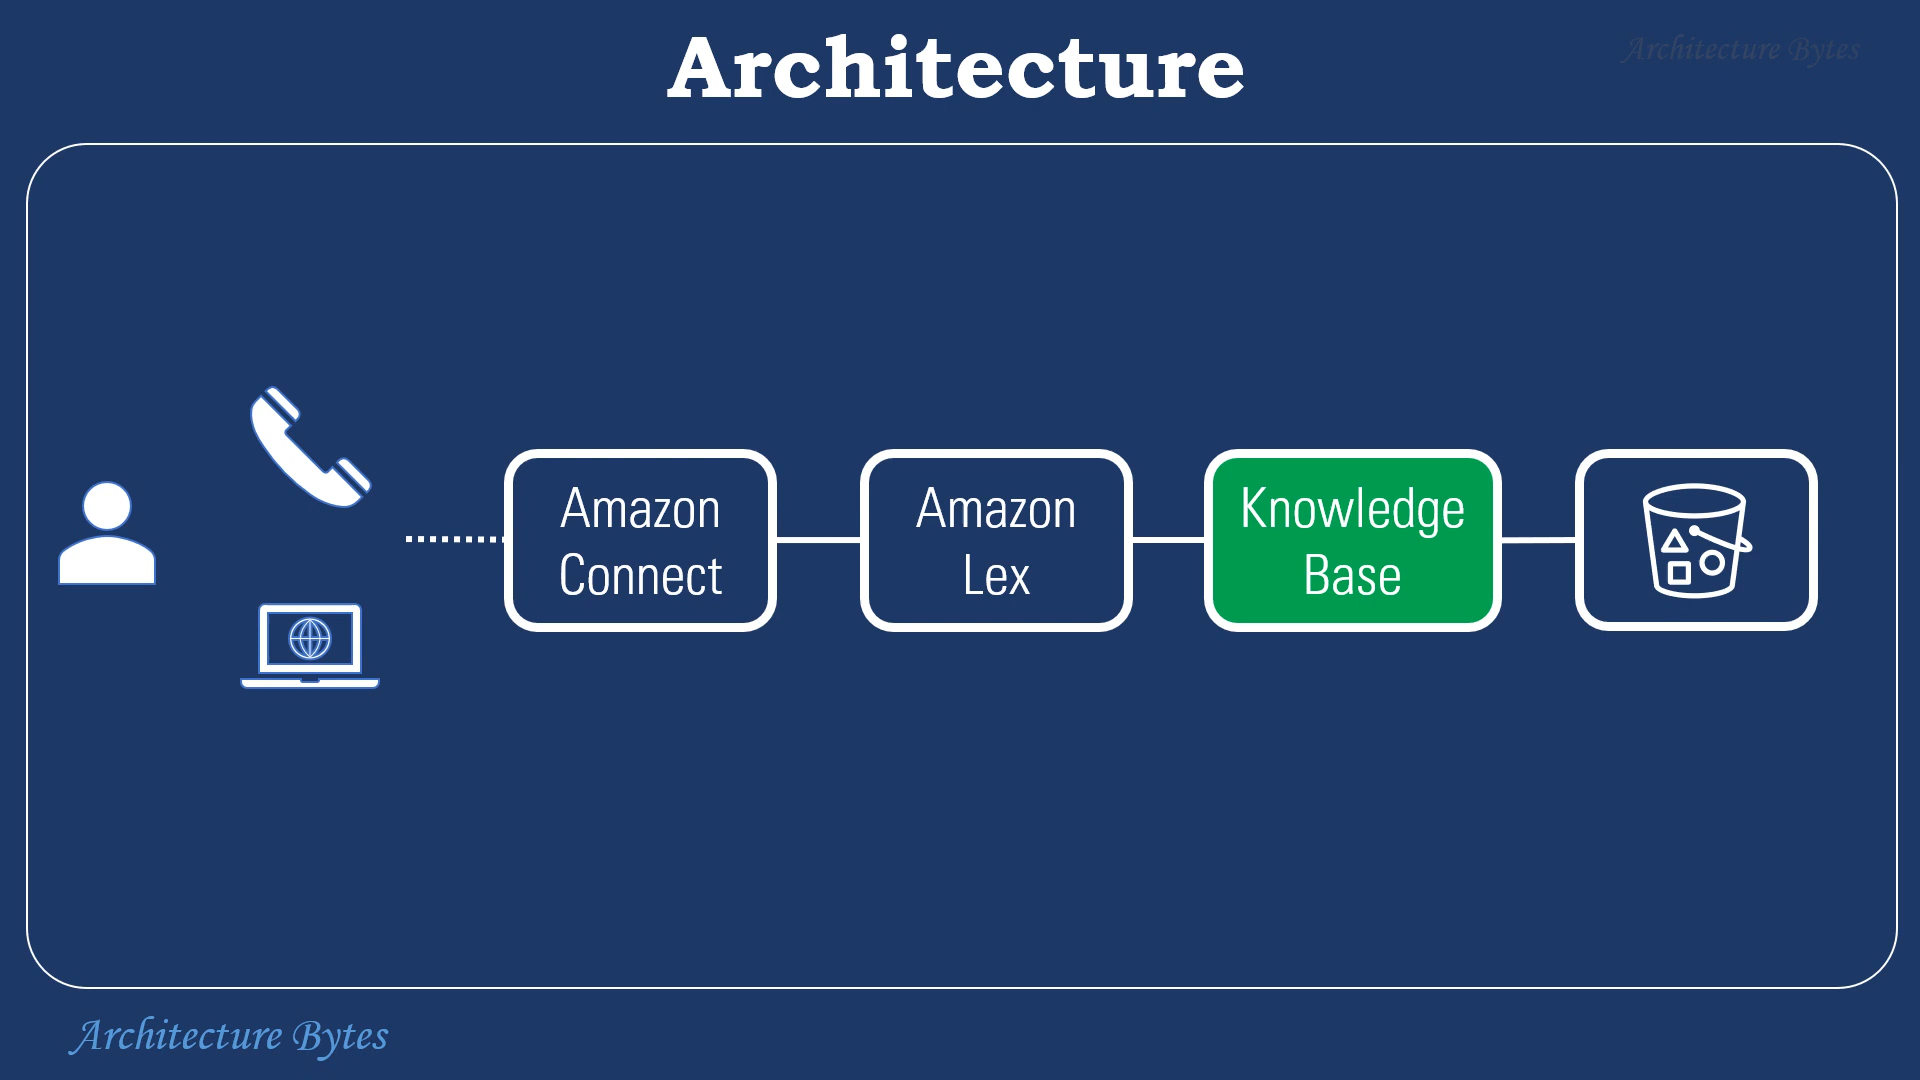 Architecture
Architecture Bytes
Amazon
Connect
Amazon
Lex
Knowledge
Base
Architecture Bytes